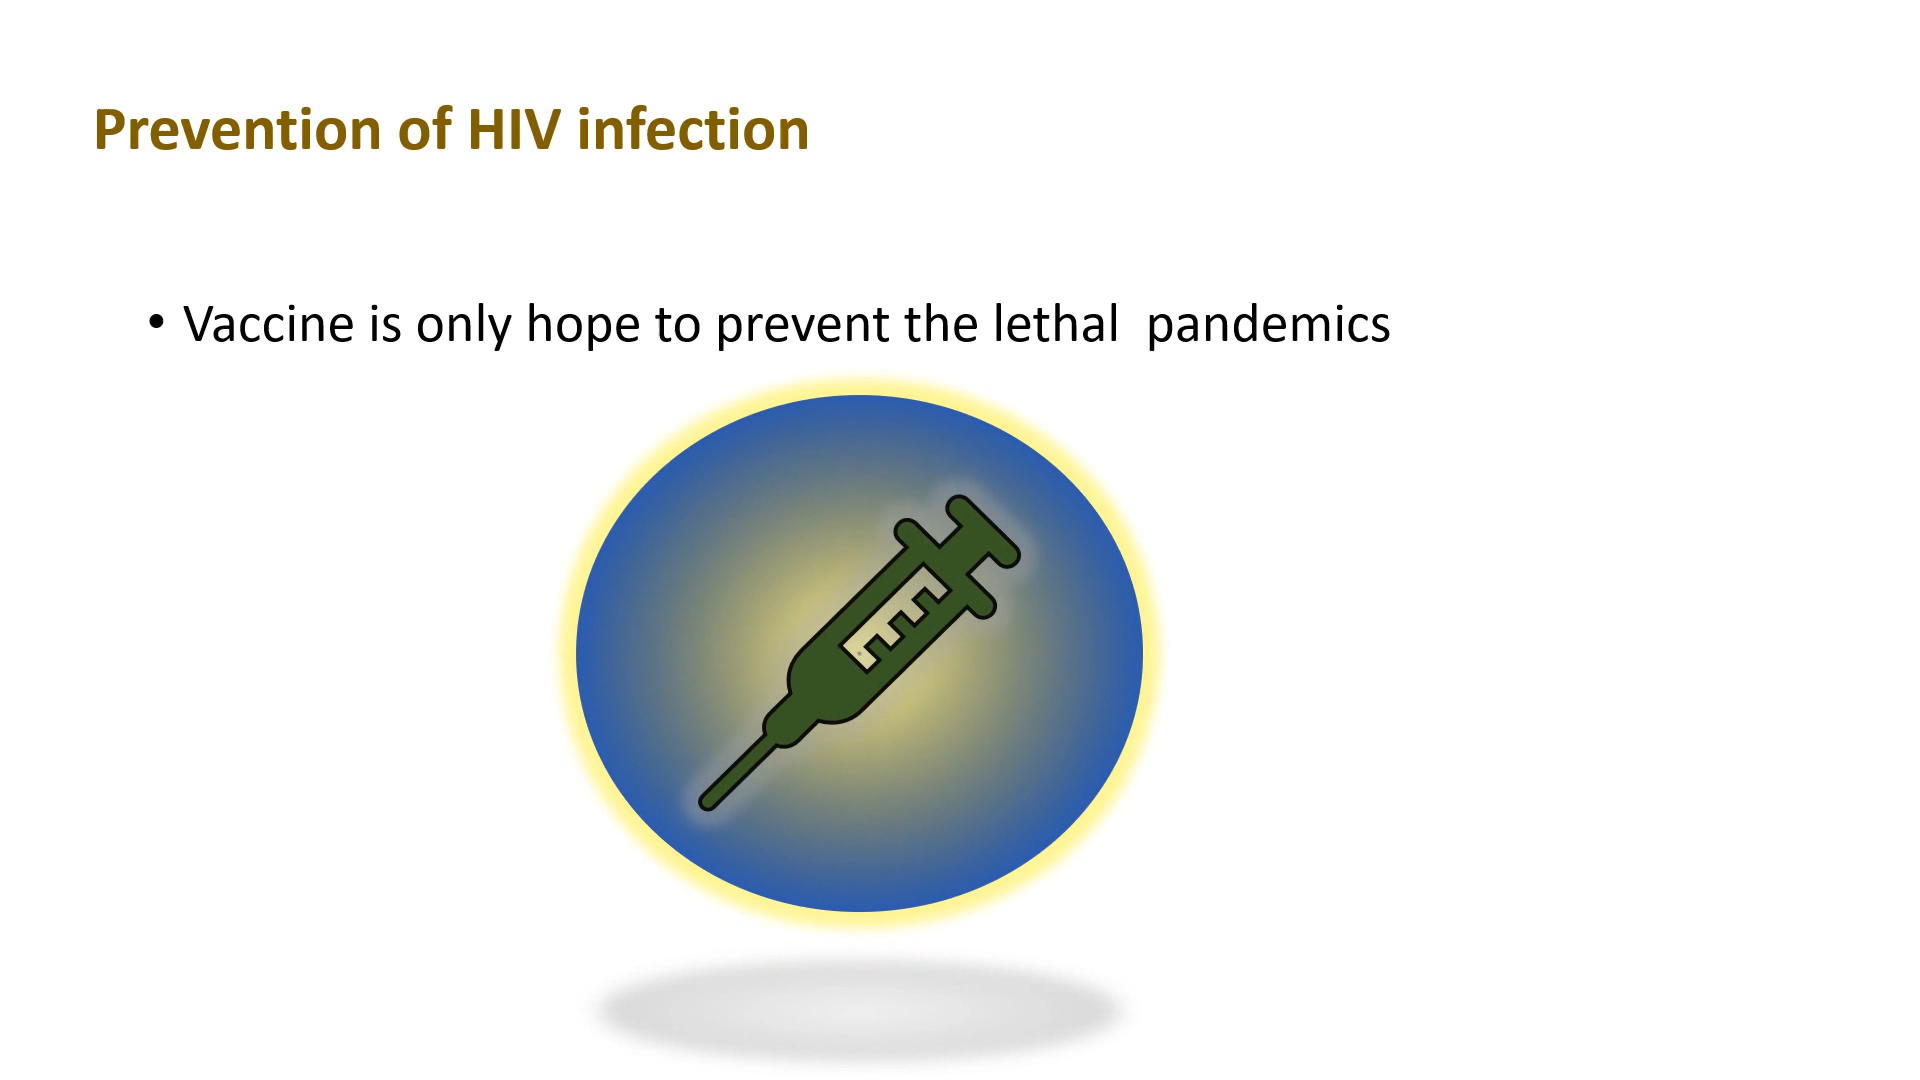 Prevention of HIV infection
• Vaccine is only hope to prevent the lethal  pandemics